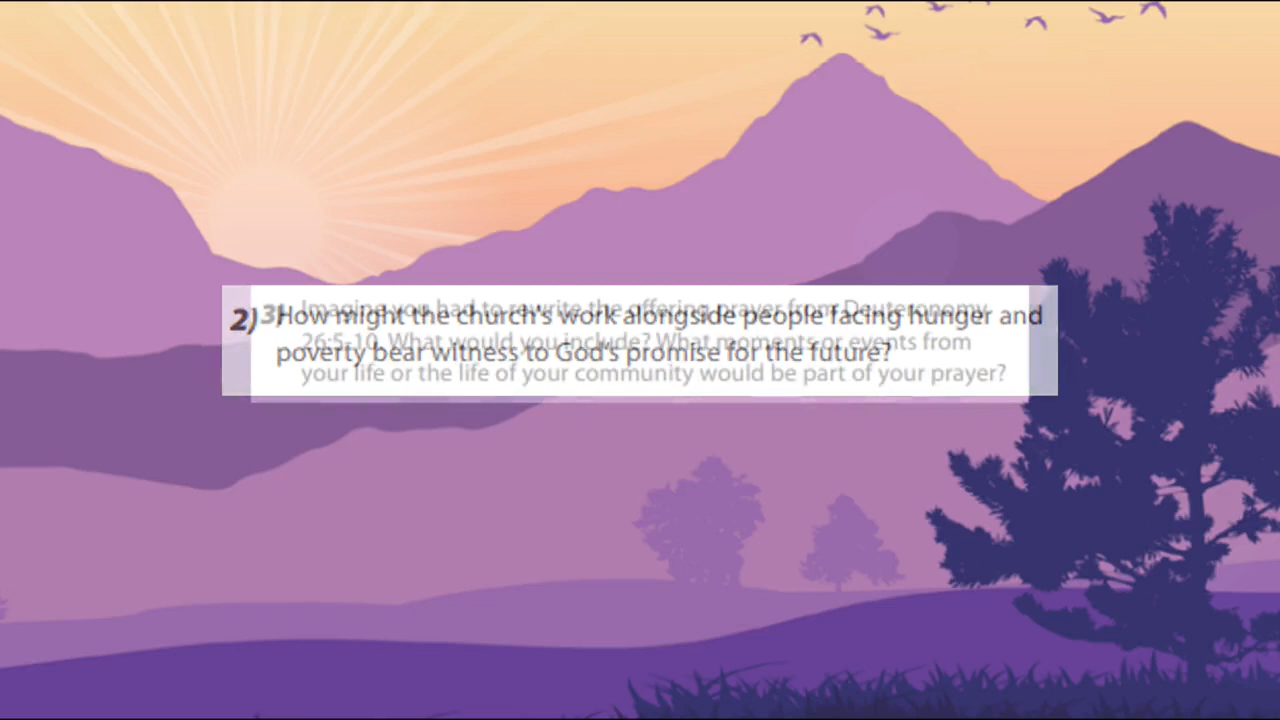 2) How might the church's work alongside people facing hunger and
poverty bear witness to God's promise for the future?
3) Imagine you had to rewrite the offering prayer from Deuteronomy
26:5-10. What would you include? What moments or events from
your life or the life of your community would be part of your prayer?